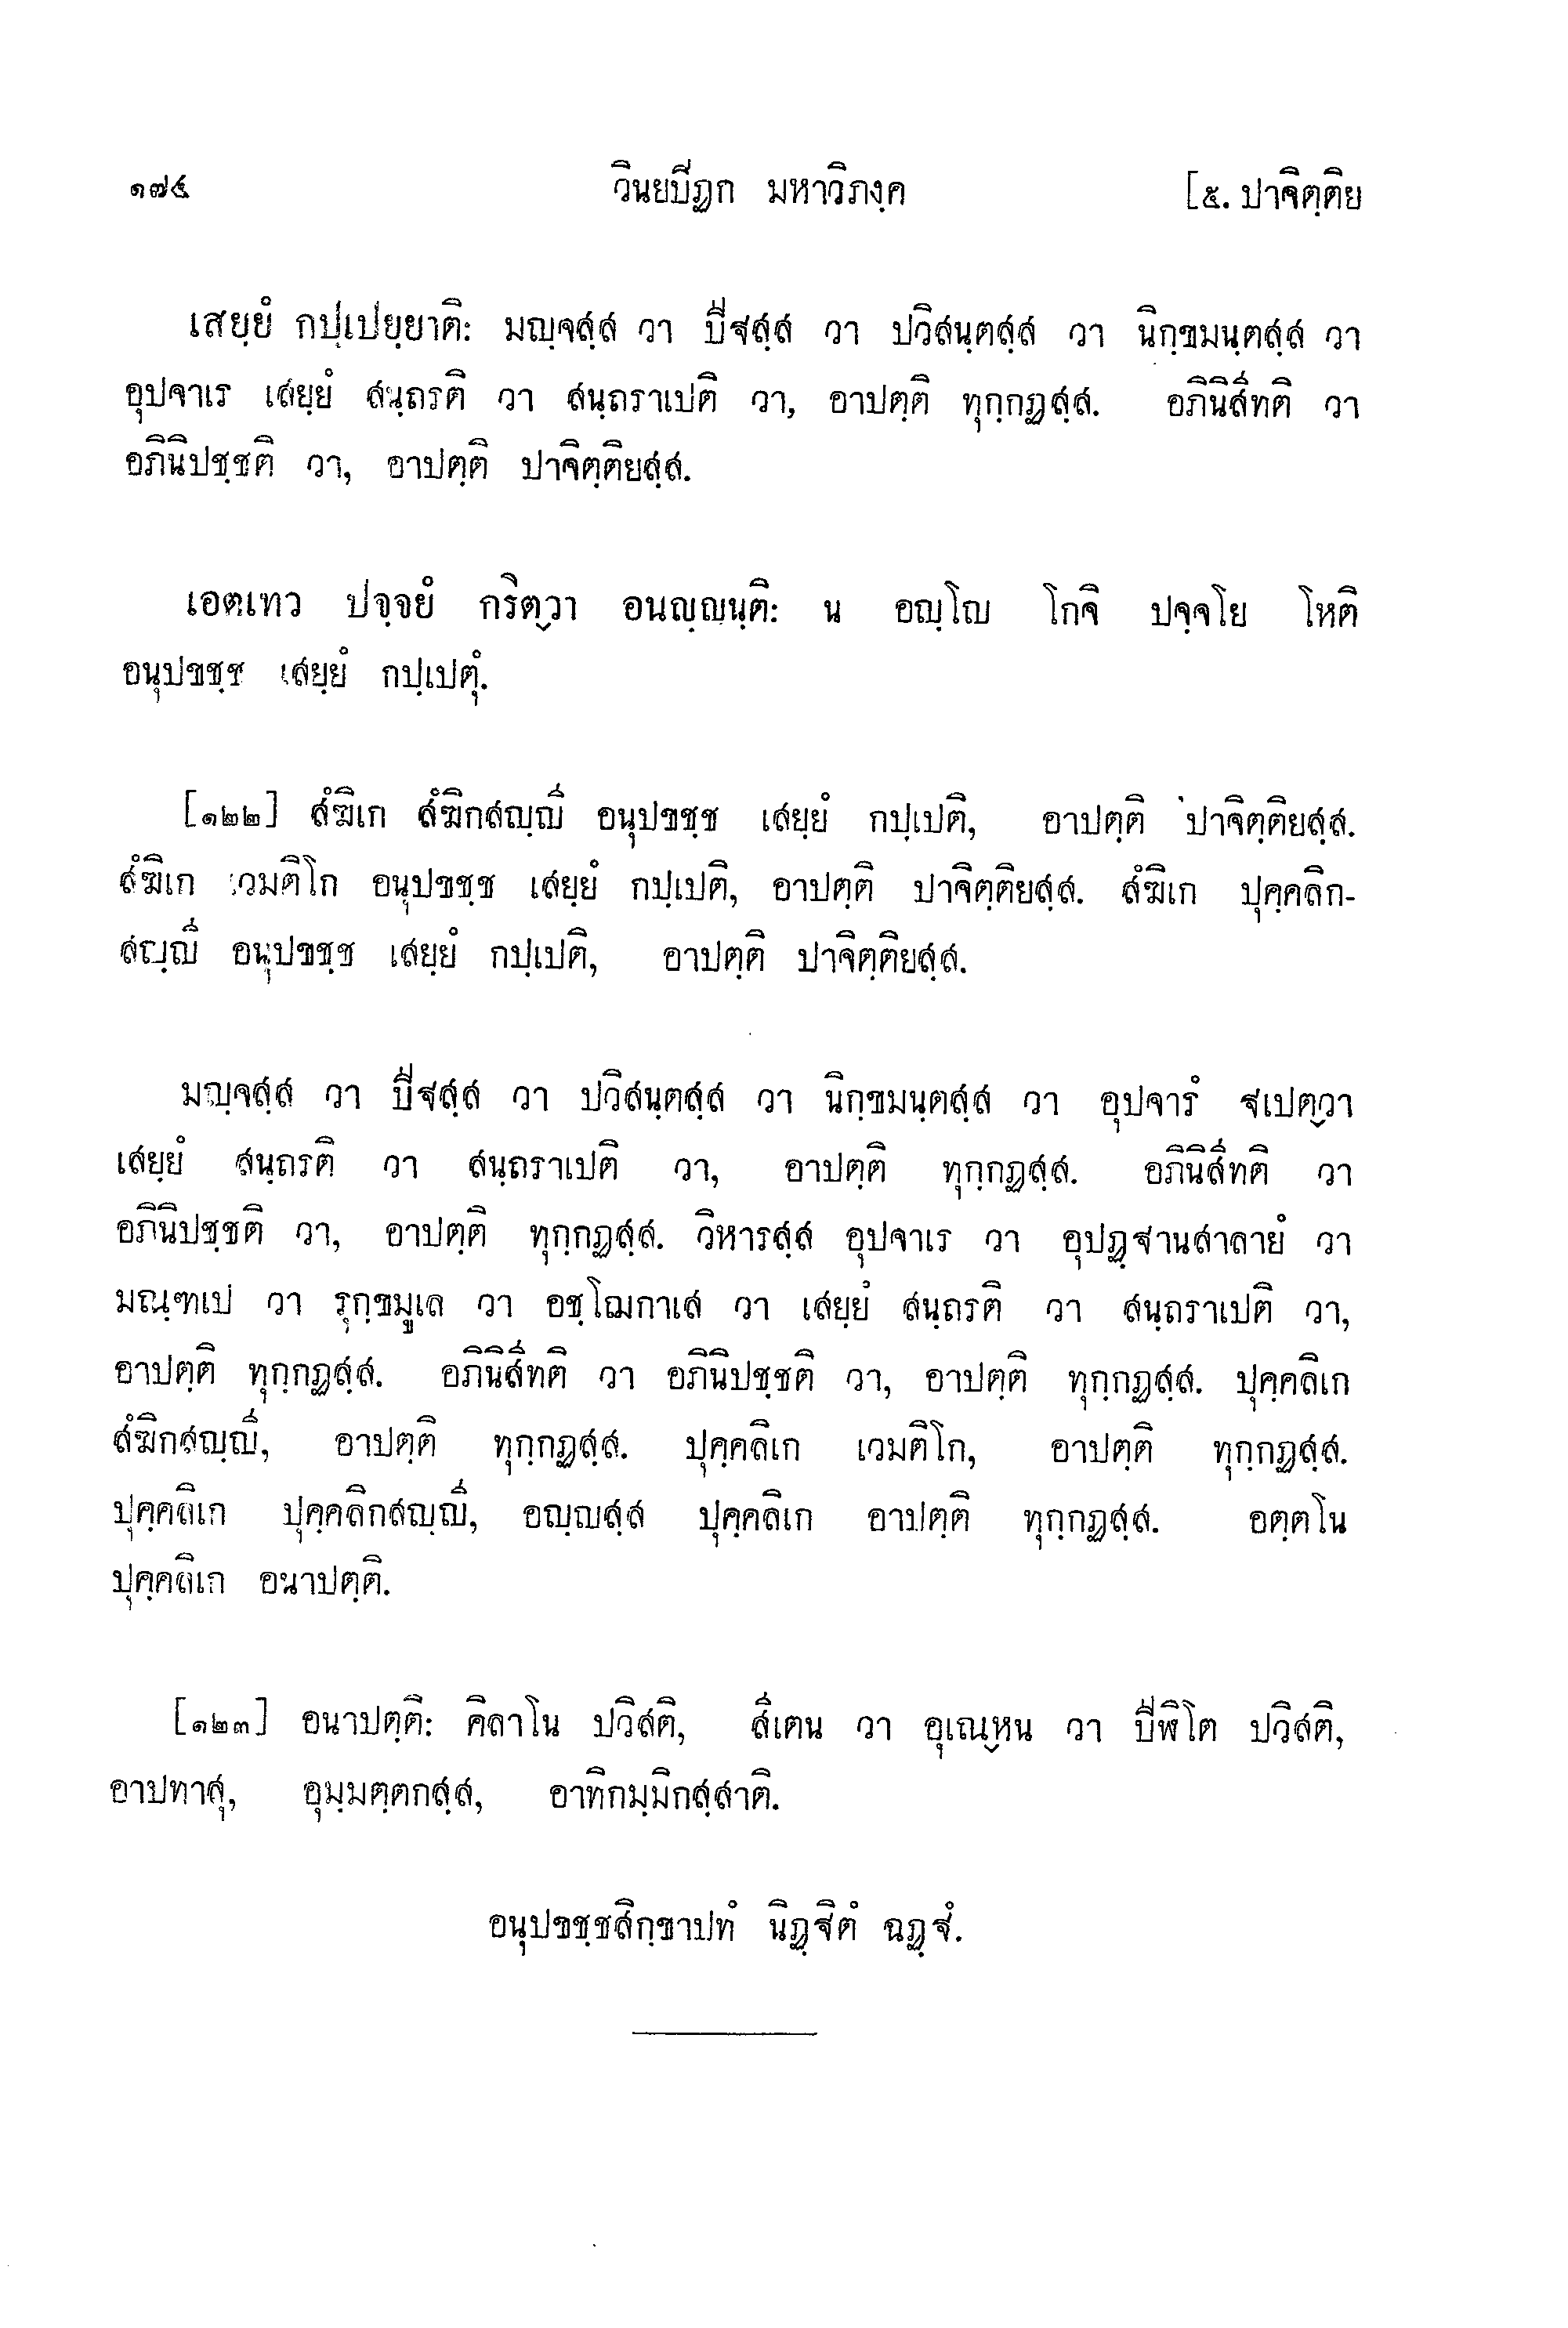 ๑๗๔ วินยปีฏก มหาวิภงฺค [๕. ปาจิตฺติย
เสยฺยํ กปฺเปยฺยาติ: มญฺจสฺส วา ปีฐสฺส วา ปวิสนฺตสฺส วา นิกฺขมนฺตสฺส วา
อุปจาเร เสยฺยํ สนฺถรติ วา สนฺถราเปติ วา, อาปตฺติ ทุกฺกฏสฺส. อภินิสีทติ วา
อภินิปชฺชติ วา, อาปตฺติ ปาจิตฺติยสฺส.
เอตเทว ปจฺจยํ กริตฺวา อนญฺญนฺติ: น อญฺโญ โกจิ ปจฺจโย โหติ
อนุปขชฺช เสยฺยํ กปฺเปตุํ.
[๑๒๒] สํฆิเก สํฆิกสญฺญี อนุปขชฺช เสยฺยํ กปฺเปติ, อาปตฺติ ปาจิตฺติยสฺส.
สํฆิเก เวมติโก อนุปขชฺช เสยฺยํ กปฺเปติ, อาปตฺติ ปาจิตฺติยสฺส. สํฆิเก ปุคฺคลิก-
สญฺญี อนุปขชฺช เสยฺยํ กปฺเปติ, อาปตฺติ ปาจิตฺติยสฺส.
มญฺจสฺส วา ปีฐสฺส วา ปวิสนฺตสฺส วา นิกฺขมนฺตสฺส วา อุปจารํ ฐเปตฺวา
เสยฺยํ สนฺถรติ วา สนฺถราเปติ วา, อาปตฺติ ทุกฺกฏสฺส. อภินิสีทติ วา
อภินิปชฺชติ วา, อาปตฺติ ทุกฺกฏสฺส. วิหารสฺส อุปจาเร วา อุปฏฺฐานสาลายํ วา
มณฺฑเป วา รุกฺขมูเล วา อชฺโฌกาเส วา เสยฺยํ สนฺถรติ วา สนฺถราเปติ วา,
อาปตฺติ ทุกฺกฏสฺส. อภินิสีทติ วา อภินิปชฺชติ วา, อาปตฺติ ทุกฺกฏสฺส. ปุคฺคลิเก
สํฆิกสญฺญี, อาปตฺติ ทุกฺกฏสฺส. ปุคฺคลิเก เวมติโก, อาปตฺติ ทุกฺกฏสฺส.
ปุคฺคลิเก ปุคฺคลิกสญฺญี, อญฺญสฺส ปุคฺคลิเก อาปตฺติ ทุกฺกฏสฺส. อตฺตโน
ปุคฺคลิเก อนาปตฺติ.
[๑๒๓] อนาปตฺติ: คิลาโน ปวิสติ, สีเตน วา อุเณฺหน วา ปีฬิโต ปวิสติ,
อาปทาสุ, อุมฺมตฺตกสฺส, อาทิกมฺมิกสฺสาติ.
อนุปขชฺชสิกฺขาปทํ นิฏฺฐิตํ ฉฏฺฐํ.